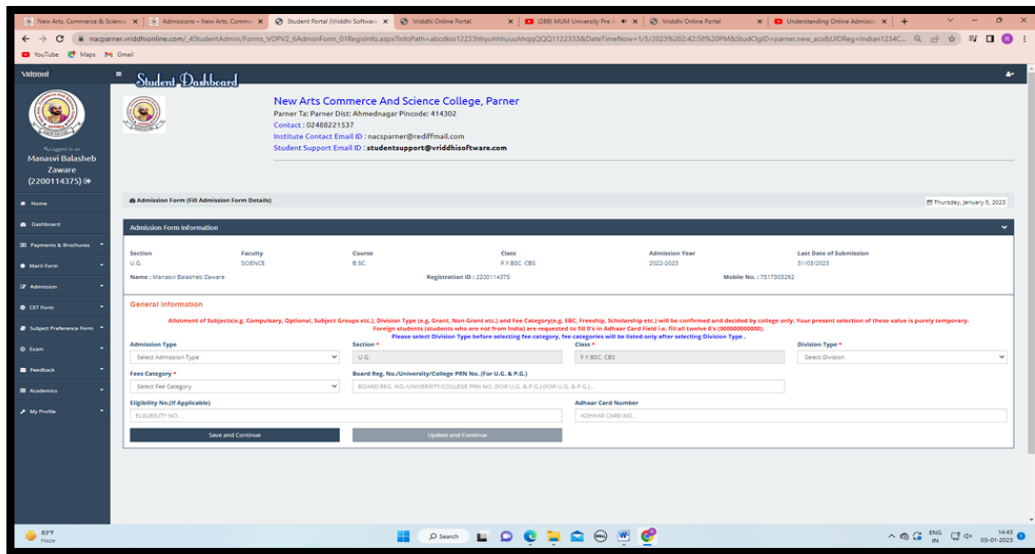 New Arts, Commerce & Science
Admissions – New Arts, Comme
Student Portal (Vriddhi Software
Vriddhi Online Portal
(289) MUM University Pre
Vriddhi Online Portal
Understanding Online Admissio
YouTube Maps Gmail
Student Dashboard
New Arts Commerce And Science College, Parner
Parner Ta: Parner Dist: Ahmednagar Pincode: 414302
Contact : 02488221537
Institute Contact Email ID : nacsparner@rediffmail.com
Student Support Email ID : studentsupport@vriddhisoftware.com
Logged in as
Manasvi Balasheb
Zaware
(2200114375)
Home
Dashboard
Payments & Brochures
Merit Form
Admission
CET Form
Subject Preference Form
Exam
Feedback
Academics
My Profile
Admission Form (Fill Admission Form Details)
Thursday, January 5, 2023
Admission Form Information
Section Faculty Course Class Admission Year Last Date of Submission
U.G. SCIENCE B.SC. F.Y.BSC. CBS 2022-2023 31/03/2023
Name : Manasvi Balasheb Zaware Registration ID : 2200114375 Mobile No. : 7517303292
General Information
Allotment of Subjects(e.g. Compulsary, Optional, Subject Groups etc.), Division Type (e.g. Grant, Non-Grant etc.) and Fee Category(e.g. EBC, Freeship, Scholarship etc.) will be confirmed and decided by college only. Your present selection of these value is purely temporary.
Foreign students (students who are not from India) are requested to fill 0's in Adhaar Card Field i.e. fill all twelve 0's (000000000000).
Please select Division Type before selecting fee category, fee categories will be listed only after selecting Division Type .
Admission Type Section * Class * Division Type *
Select Admission Type U.G. F.Y.BSC. CBS Select Division
Fees Category * Board Reg. No./University/College PRN No. (For U.G. & P.G.)
Select Fee Category BOARD REG. NO./UNIVERSITY/COLLEGE PRN NO. (FOR U.G. & P.G.) (FOR U.G. & P.G.)...
Eligibility No.(If Applicable) Adhaar Card Number
ELIGIBILITY NO... ADHAAR CARD NO...
Save and Continue Update and Continue
83°F
Haze
Search
ENG
IN
14:43
05-01-2023